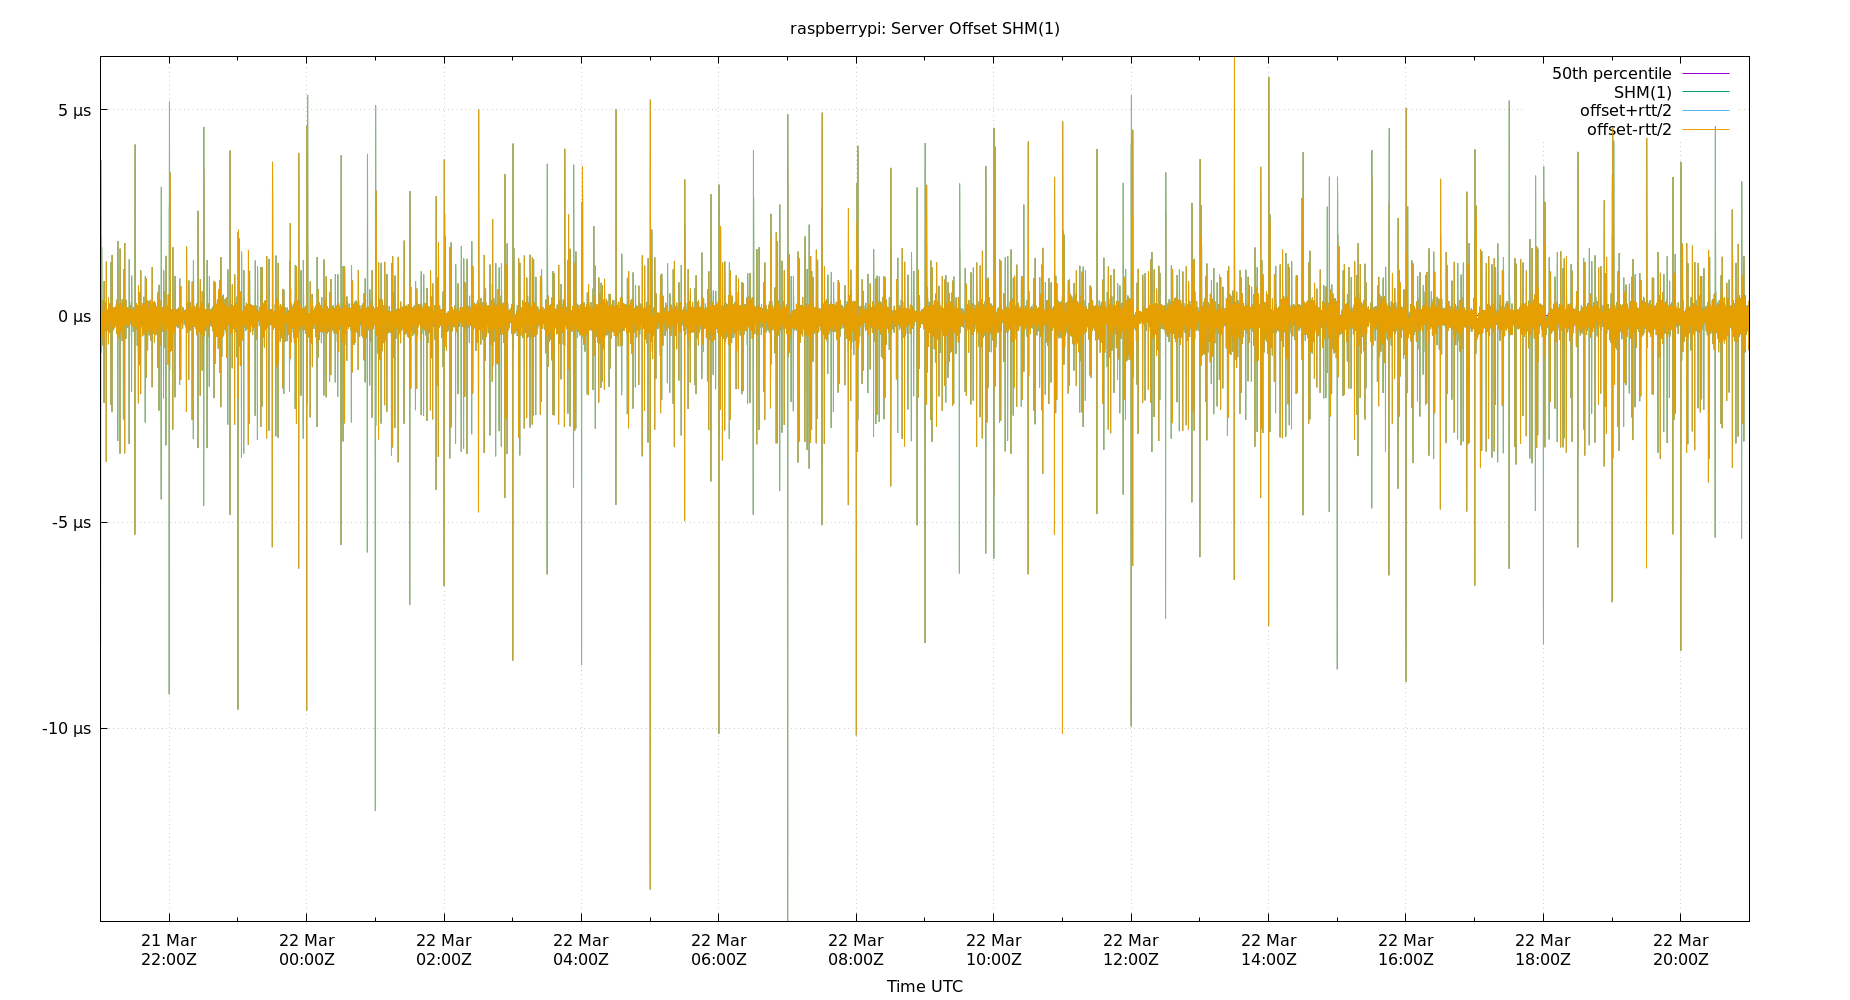 raspberrypi: Server Offset SHM(1)
50th percentile
SHM(1)
offset+rtt/2
offset-rtt/2
5 µs
0 µs
-5 µs
-10 µs
21 Mar 22 Mar 22 Mar 22 Mar 22 Mar 22 Mar 22 Mar 22 Mar 22 Mar 22 Mar 22 Mar 22 Mar
22:00Z 00:00Z 02:00Z 04:00Z 06:00Z 08:00Z 10:00Z 12:00Z 14:00Z 16:00Z 18:00Z 20:00Z
Time UTC